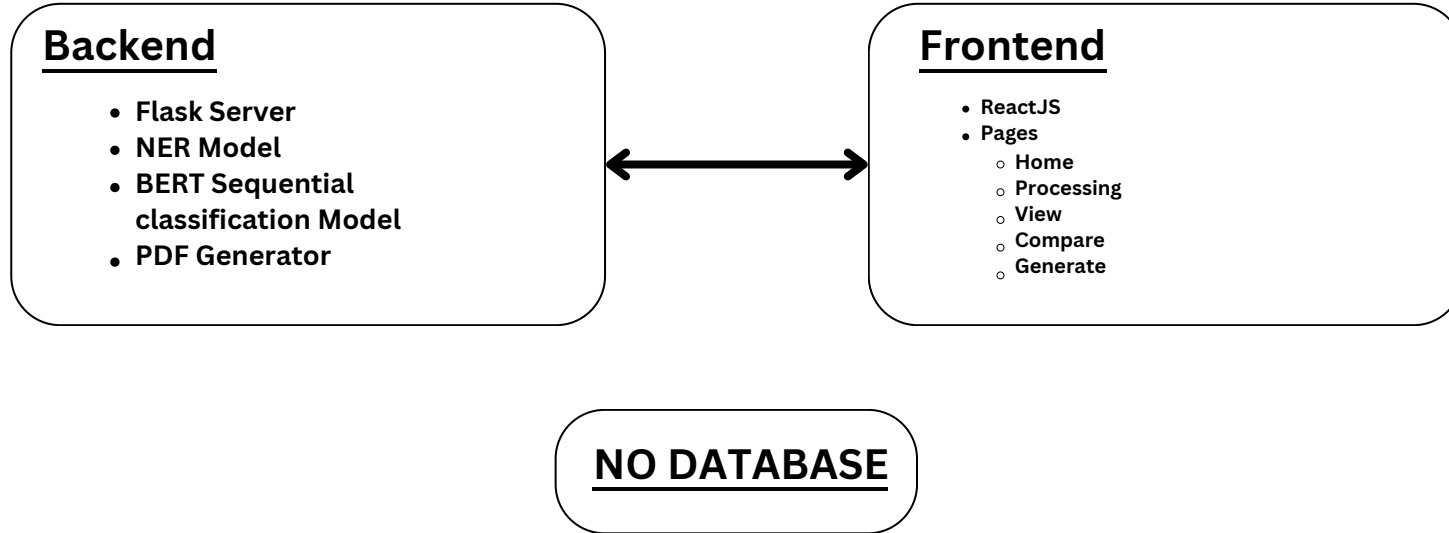 Backend
Flask Server
NER Model
BERT Sequential
classification Model
PDF Generator
Frontend
ReactJS
Pages
Home
Processing
View
Compare
Generate
NO DATABASE